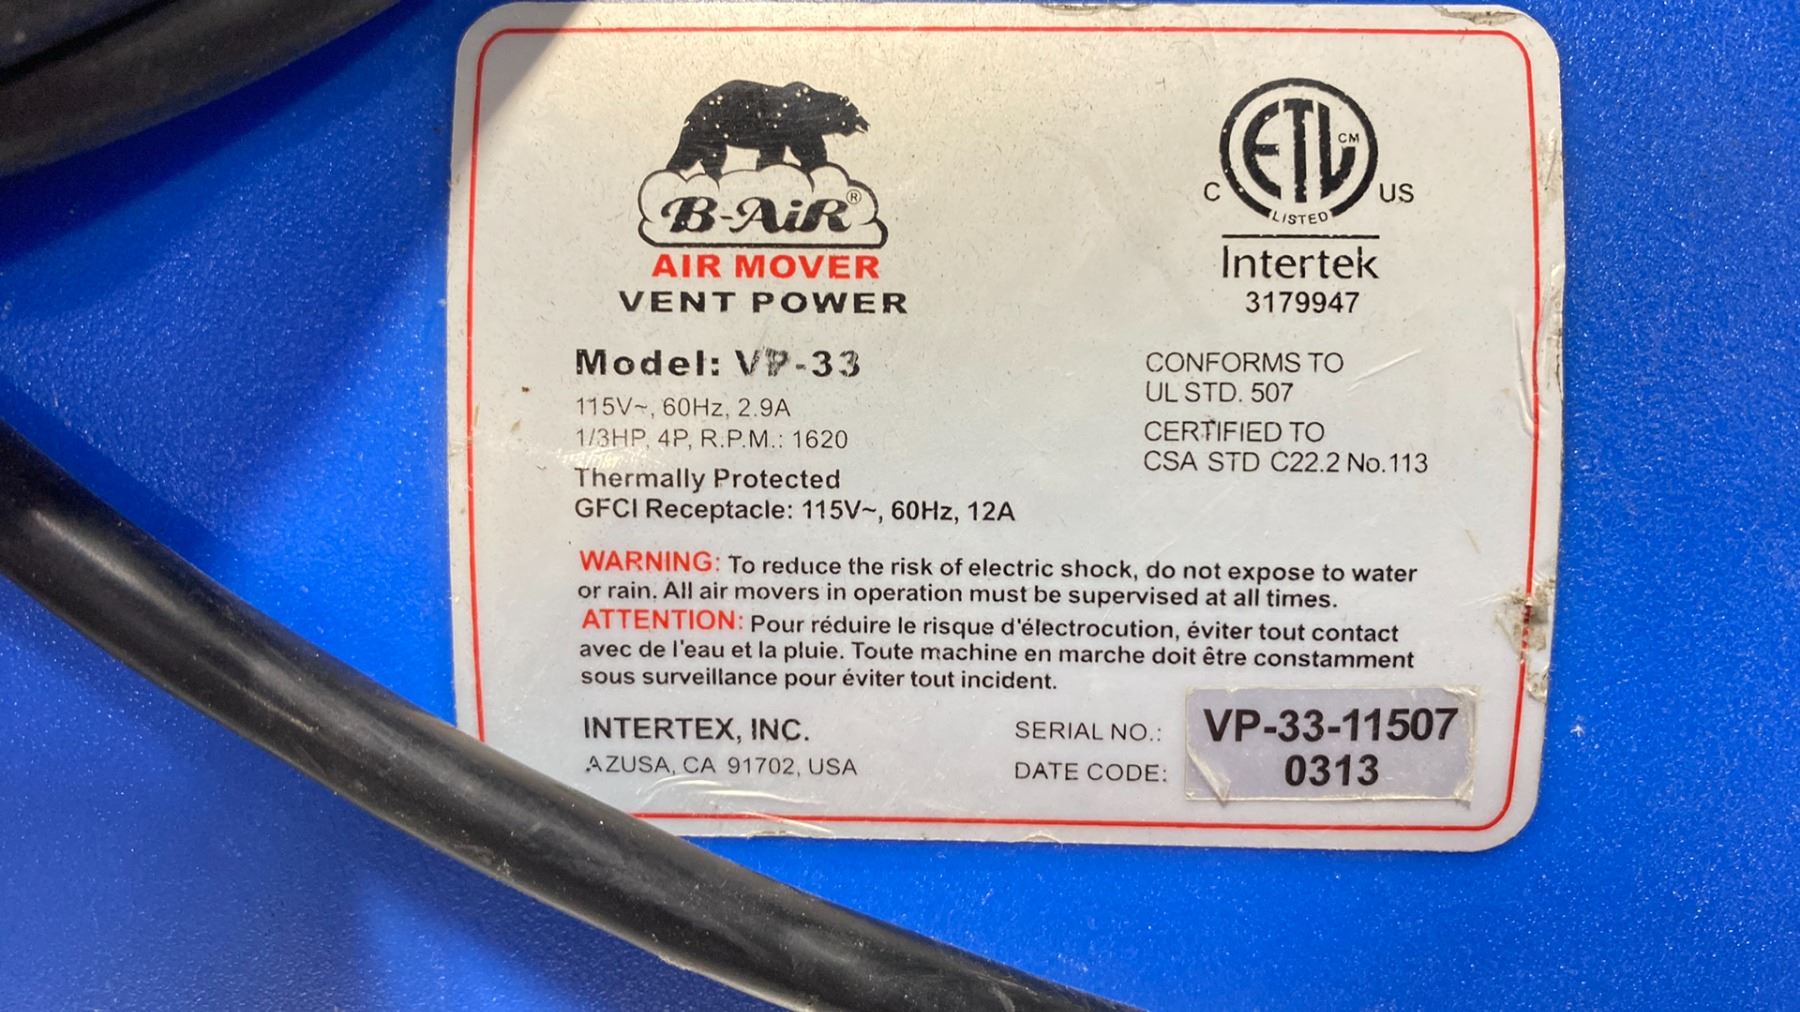 B-AiR®
AIR MOVER
VENT POWER
ETL CM
C US
LISTED
Intertek
3179947
Model: VP-33
115V~, 60Hz, 2.9A
1/3HP, 4P, R.P.M.: 1620
Thermally Protected
GFCI Receptacle: 115V~, 60Hz, 12A
CONFORMS TO
UL STD. 507
CERTIFIED TO
CSA STD C22.2 No.113
WARNING: To reduce the risk of electric shock, do not expose to water
or rain. All air movers in operation must be supervised at all times.
ATTENTION: Pour réduire le risque d'électrocution, éviter tout contact
avec de l'eau et la pluie. Toute machine en marche doit être constamment
sous surveillance pour éviter tout incident.
INTERTEX, INC.
AZUSA, CA 91702, USA
SERIAL NO.: VP-33-11507
DATE CODE: 0313